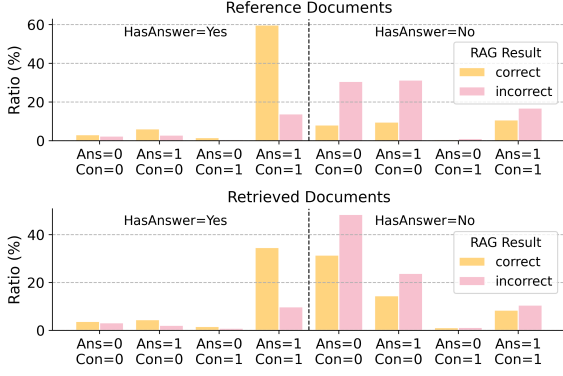 Reference Documents
HasAnswer=Yes
HasAnswer=No
Ratio (%)
60
40
20
0
RAG Result
correct
incorrect
Ans=0 Ans=1 Ans=0 Ans=1 Ans=0 Ans=1 Ans=0 Ans=1
Con=0 Con=0 Con=1 Con=1 Con=0 Con=0 Con=1 Con=1
Retrieved Documents
HasAnswer=Yes
HasAnswer=No
Ratio (%)
40
20
0
RAG Result
correct
incorrect
Ans=0 Ans=1 Ans=0 Ans=1 Ans=0 Ans=1 Ans=0 Ans=1
Con=0 Con=0 Con=1 Con=1 Con=0 Con=0 Con=1 Con=1